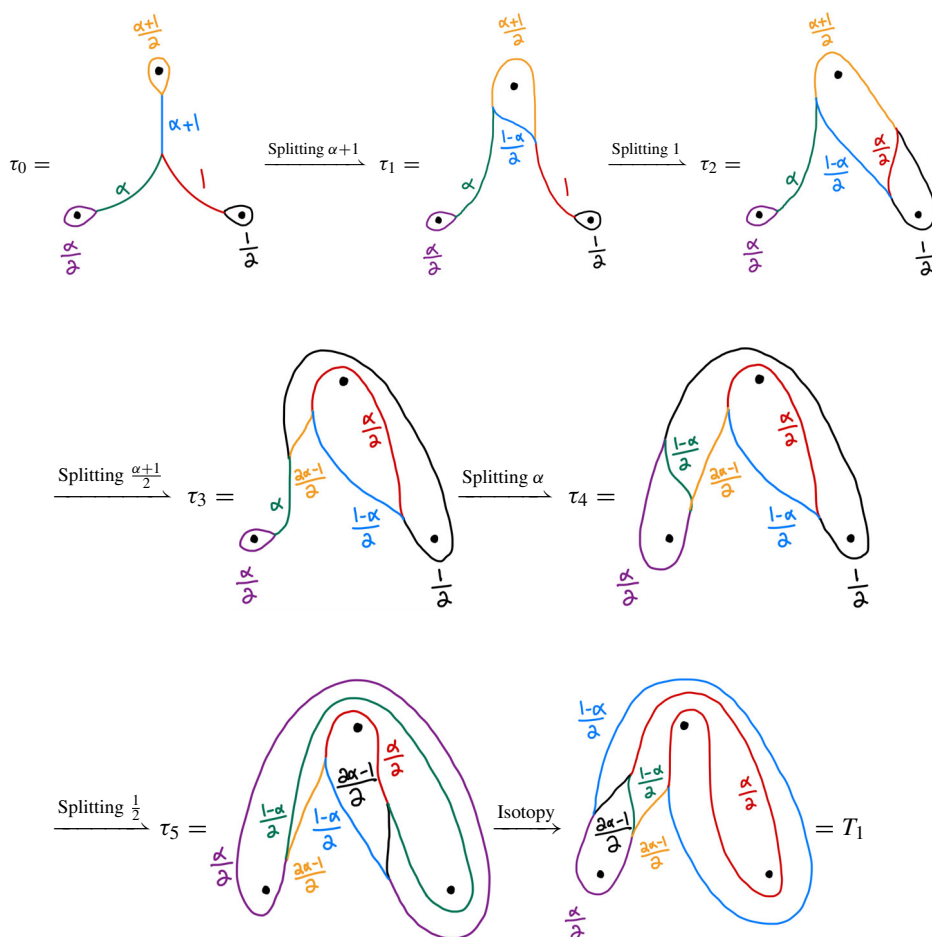 α+1/2
τ₀ =
α+1
α
1
α/2
1/2
Splitting α+1
τ₁ =
α+1/2
1-α/2
α
1
α/2
1/2
Splitting 1
τ₂ =
α+1/2
α/2
1-α/2
α
α/2
1/2
Splitting α+1/2
τ₃ =
α/2
2α-1/2
α
1-α/2
α/2
1/2
Splitting α
τ₄ =
1-α/2
α/2
2α-1/2
1-α/2
α/2
1/2
Splitting 1/2
τ₅ =
α/2
2α-1/2
1-α/2
1-α/2
2α-1/2
α/2
Isotopy
1-α/2
1-α/2
α/2
2α-1/2
2α-1/2
α/2
= T₁